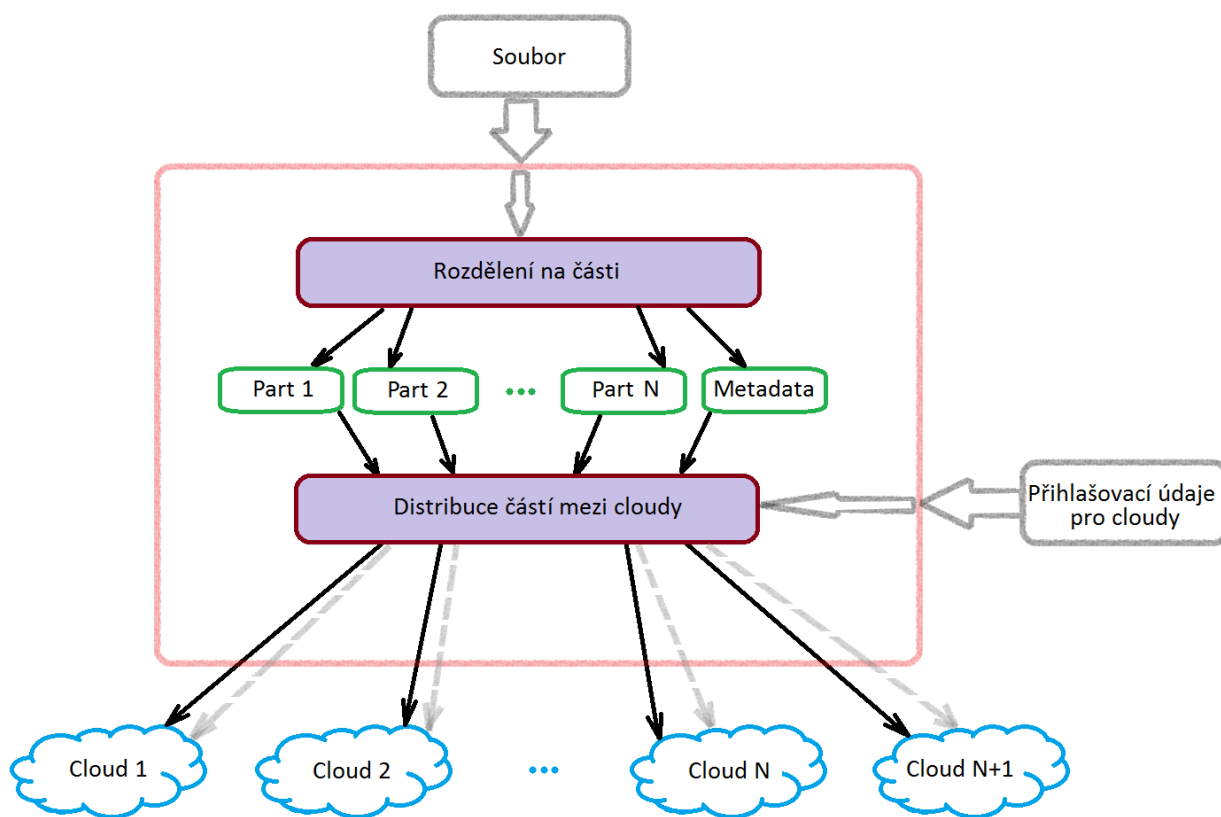 Soubor
Rozdělení na části
Part 1
Part 2
...
Part N
Metadata
Distribuce částí mezi cloudy
Přihlašovací údaje
pro cloudy
Cloud 1
Cloud 2
...
Cloud N
Cloud N+1